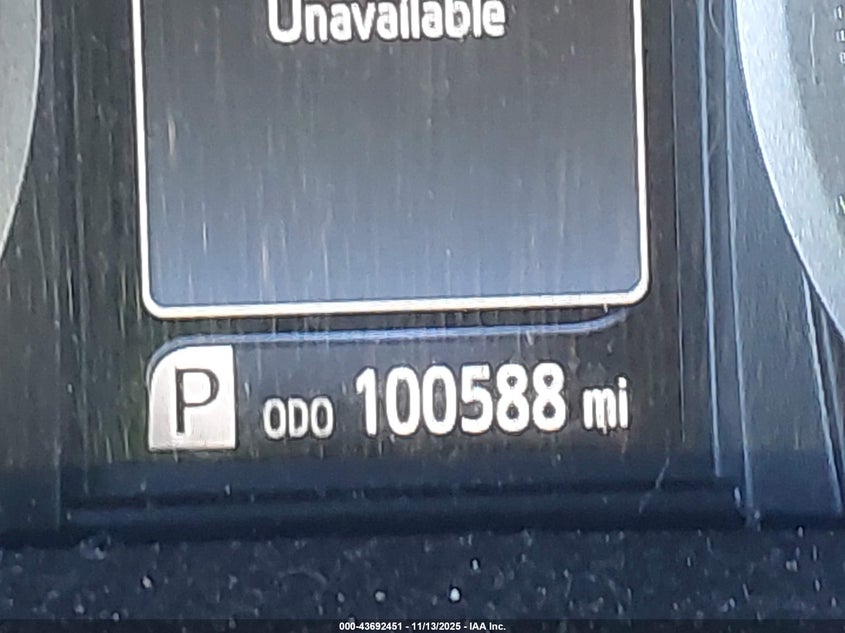 Unavailable
P ODO 100588 mi
000-43692451 - 11/13/2025 - IAA Inc.